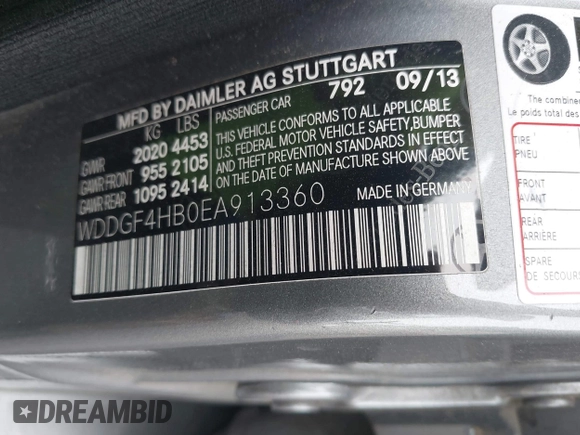 MFD BY DAIMLER AG STUTTGART
KG LBS PASSENGER CAR 792 09/13
GWR 2020 4453
GAWR FRONT 955 2105
GAWR REAR 1095 2414
THIS VEHICLE CONFORMS TO ALL APPLICABLE
U.S. FEDERAL MOTOR VEHICLE SAFETY, BUMPER
AND THEFT PREVENTION STANDARDS IN EFFECT
ON THE DATE OF MANUFACTURE SHOWN ABOVE
WDDGF4HB0EA913360 MADE IN GERMANY
The combine
Le poids total des
TIRE
PNEU
FRONT
AVANT
REAR
ARRIÈRE
SPARE
DE SECOURS
DREAMBID